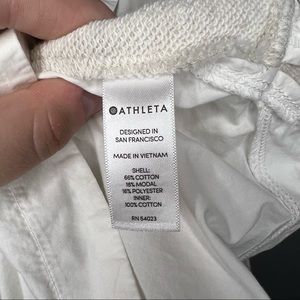 ATHLETA
DESIGNED IN
SAN FRANCISCO
MADE IN VIETNAM
SHELL:
66% COTTON
18% MODAL
16% POLYESTER
INNER:
100% COTTON
RN 54023